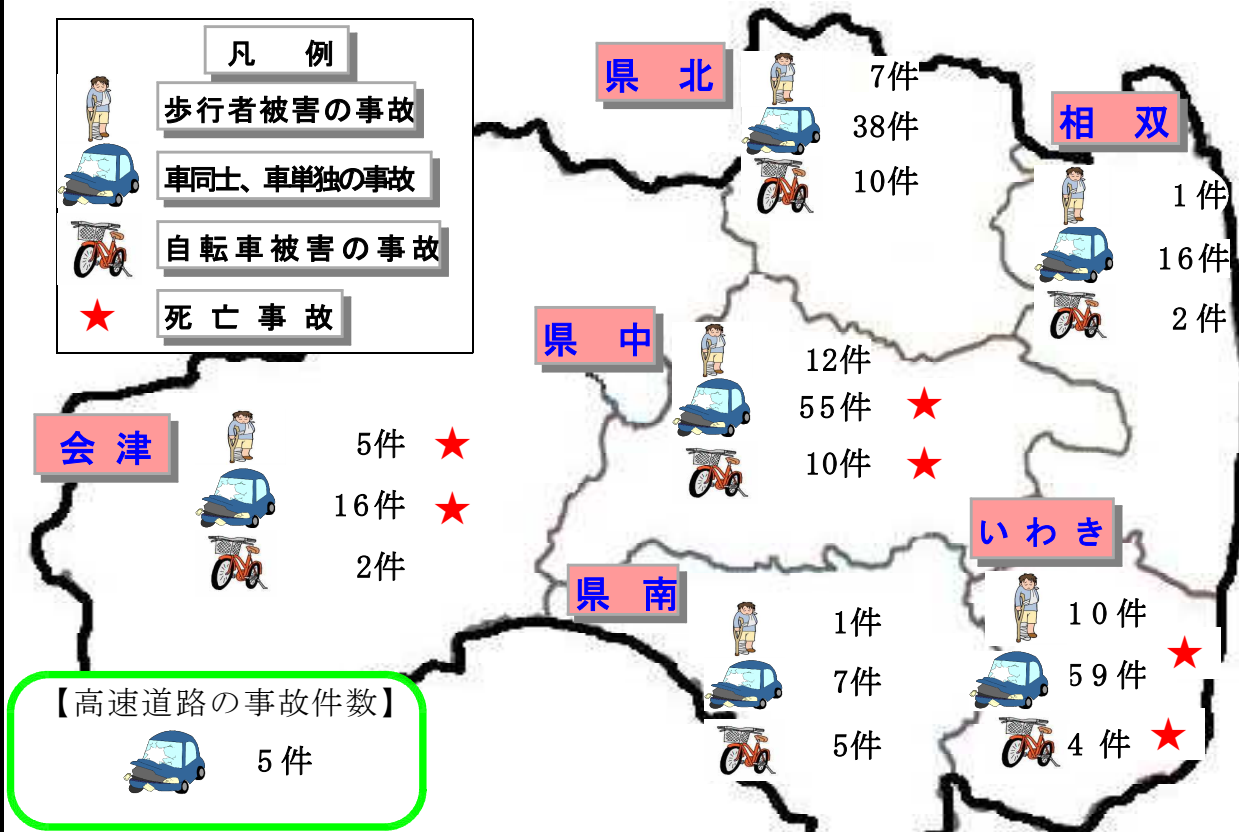 凡　例
歩行者被害の事故
車同士、車単独の事故
自転車被害の事故
死亡事故
県　北
7件
38件
10件
相　双
1件
16件
2件
県　中
12件
55件
10件
会津
5件
16件
2件
いわき
10件
59件
4件
県　南
1件
7件
5件
【高速道路の事故件数】
5件